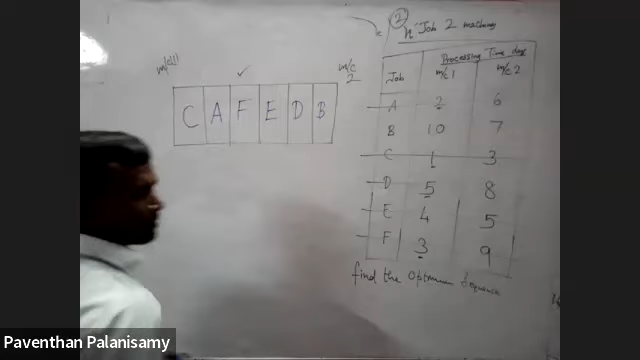 2
n Job 2 machine
Processing Time days
Job m/c 1 m/c 2
A 2 6
B 10 7
C 1 3
D 5 8
E 4 5
F 3 9
find the optimum sequence
m/c(1) m/c 2
C A F E D B
Paventhan Palanisamy